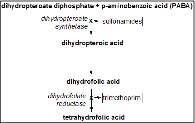 dihydropteroate diphosphate + p-aminobenzoic acid (PABA)
dihydropteroate
synthetase
x
sulfonamides
dihydropteroic acid
dihydrofolic acid
dihydrofolate
reductase
x
trimethoprim
tetrahydrofolic acid